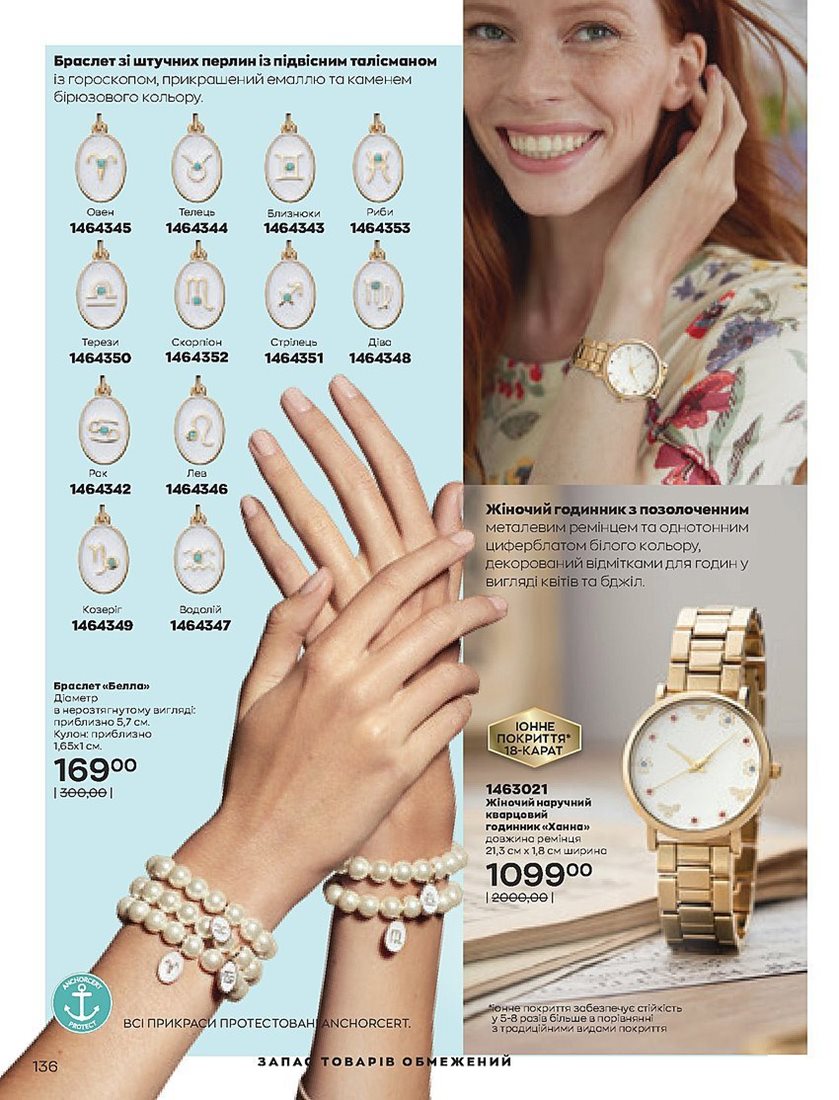 Браслет зі штучних перлин із підвісним талісманом
із гороскопом, прикрашений емаллю та каменем
бірюзового кольору.
Овен
1464345
Телець
1464344
Близнюки
1464343
Риби
1464353
Терези
1464350
Скорпіон
1464352
Стрілець
1464351
Діва
1464348
Рак
1464342
Лев
1464346
Козеріг
1464349
Водолій
1464347
Браслет «Белла»
Діаметр
в нерозтягнутому вигляді:
приблизно 5,7 см.
Кулон: приблизно
1,65х1 см.
169⁰⁰
| 300,00 |
Жіночий годинник з позолоченним
металевим ремінцем та однотонним
циферблатом білого кольору,
декорований відмітками для годин у
вигляді квітів та бджіл.
ІОННЕ
ПОКРИТТЯ*
18-КАРАТ
1463021
Жіночий наручний
кварцовий
годинник «Ханна»
довжина ремінця
21,3 см х 1,8 см ширина
1099⁰⁰
| 2000,00 |
*Іонне покриття забезпечує стійкість
у 5-8 разів більше в порівнянні
з традиційними видами покриття
ANCHORCERT
PROTECT
ВСІ ПРИКРАСИ ПРОТЕСТОВАНІ ANCHORCERT.
136
ЗАПАС ТОВАРІВ ОБМЕЖЕНИЙ